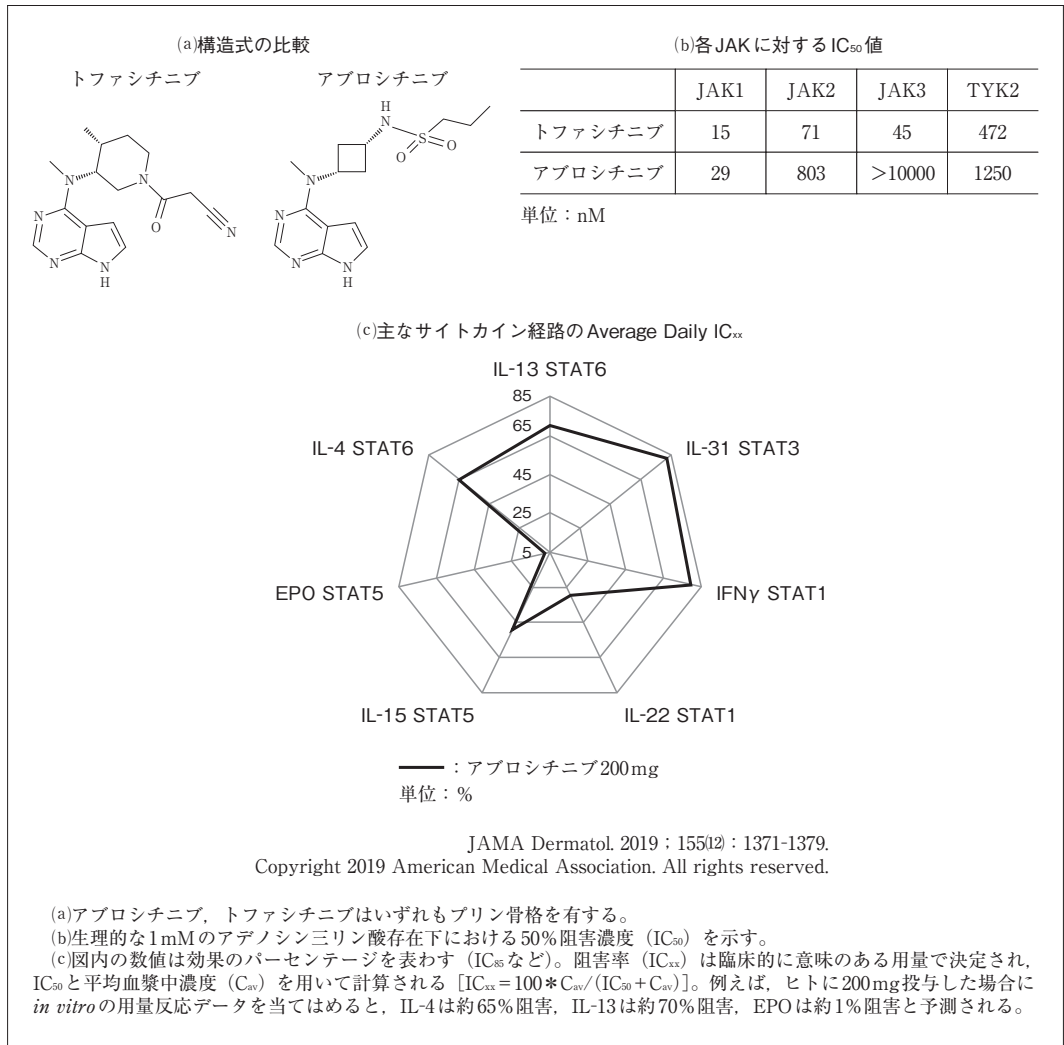 (a)構造式の比較
トファシチニブ
アブロシチニブ
N
N
O
N
N
N
N
H
H
N
S
O
O
N
N
N
N
H
(b)各JAKに対するIC50値
JAK1 JAK2 JAK3 TYK2
トファシチニブ 15 71 45 472
アブロシチニブ 29 803 >10000 1250
単位:nM
(c)主なサイトカイン経路のAverage Daily ICxx
IL-13 STAT6
85
65
45
25
5
IL-4 STAT6
IL-31 STAT3
EPO STAT5
IFNγ STAT1
IL-15 STAT5
IL-22 STAT1
:アブロシチニブ200mg
単位:%
JAMA Dermatol. 2019;155(12):1371-1379.
Copyright 2019 American Medical Association. All rights reserved.
(a)アブロシチニブ,トファシチニブはいずれもプリン骨格を有する。
(b)生理的な1mMのアデノシン三リン酸存在下における50%阻害濃度(IC50)を示す。
(c)図内の数値は効果のパーセンテージを表わす(IC85など)。阻害率(ICxx)は臨床的に意味のある用量で決定され,
IC50と平均血漿中濃度(Cav)を用いて計算される[ICxx=100*Cav/(IC50+Cav)]。例えば,ヒトに200mg投与した場合に
in vitroの用量反応データを当てはめると,IL-4は約65%阻害,IL-13は約70%阻害,EPOは約1%阻害と予測される。